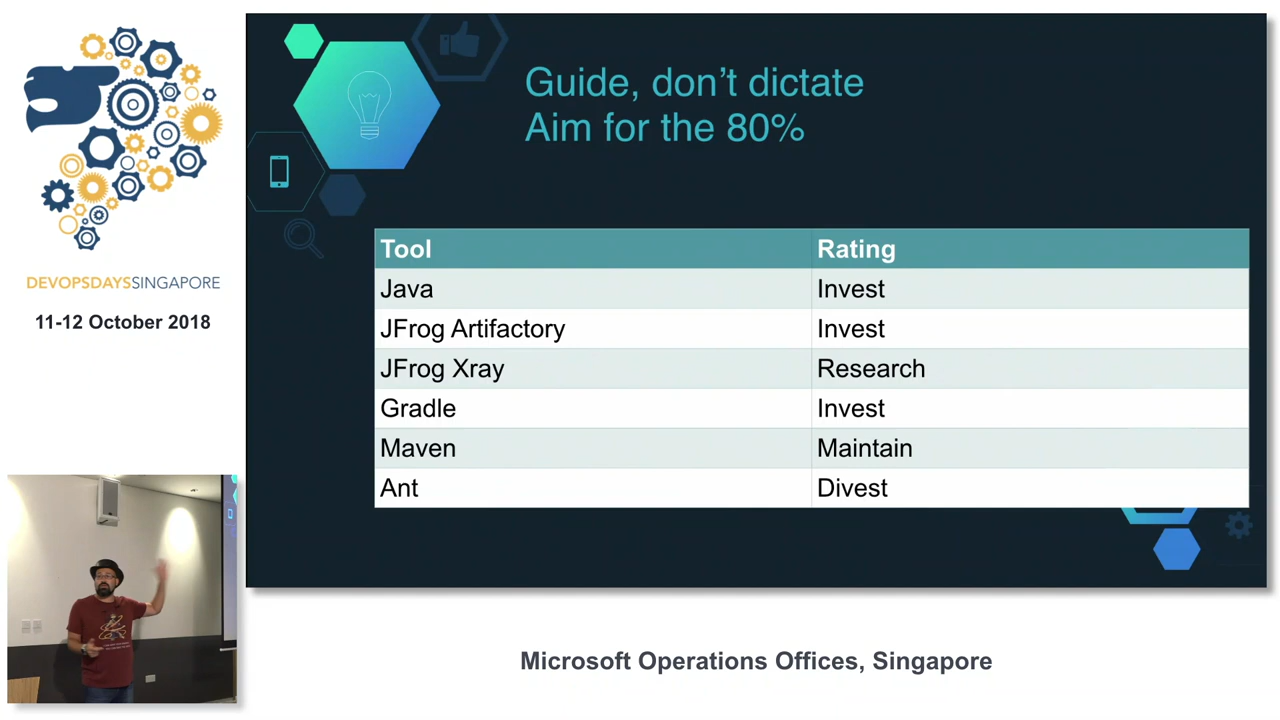 DEVOPSDAYSSINGAPORE
11-12 October 2018
Guide, don't dictate
Aim for the 80%
Tool Rating
Java Invest
JFrog Artifactory Invest
JFrog Xray Research
Gradle Invest
Maven Maintain
Ant Divest
Microsoft Operations Offices, Singapore